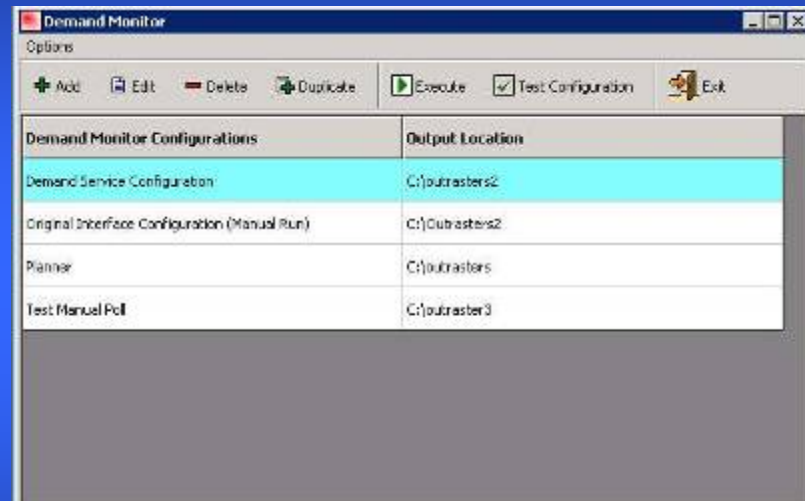 Demand Monitor
Options
Add Edit Delete Duplicate Execute Test Configuration Exit
Demand Monitor Configurations Output Location
Demand Service Configuration C:\outrasters2
Original Interface Configuration (Manual Run) C:\Outrasters2
Planner C:\outrasters
Test Manual Poll C:\outraster3